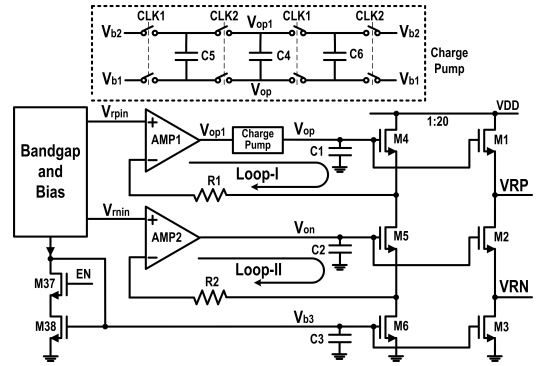 CLK1 CLK2 Vop1 CLK1 CLK2
Vb2 Vb2
C5 C4 C6
Vb1 Vop Vb1
Charge Pump
VDD
1:20
Bandgap and Bias
Vrpin
AMP1
Vop1
Charge Pump
Vop
C1
M4
M1
Loop-I
R1
VRP
Vrnin
AMP2
Von
C2
M5
M2
Loop-II
R2
VRN
M37
EN
M38
Vb3
C3
M6
M3